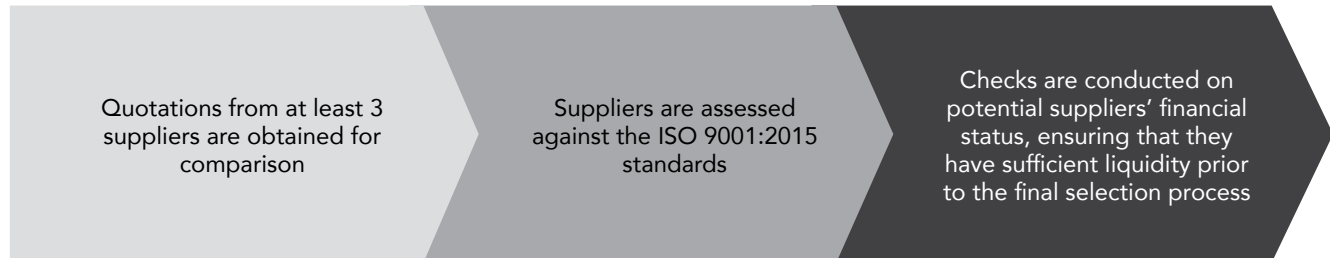 Quotations from at least 3
suppliers are obtained for
comparison
Suppliers are assessed
against the ISO 9001:2015
standards
Checks are conducted on
potential suppliers’ financial
status, ensuring that they
have sufficient liquidity prior
to the final selection process